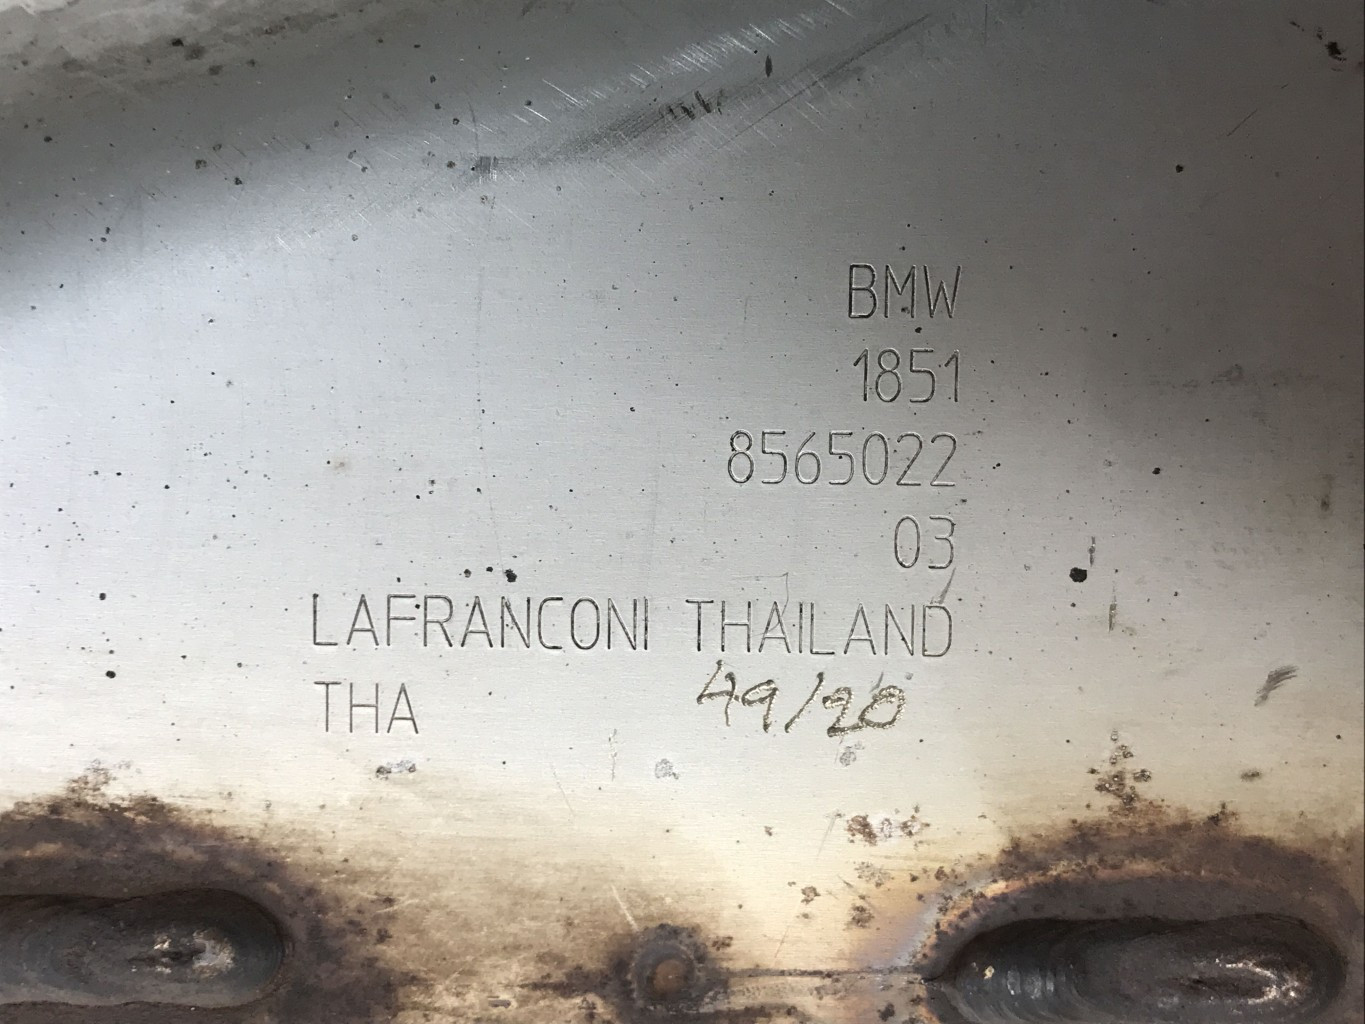 BMW
1851
8565022
03
LAFRANCONI THAILAND
THA 49/20